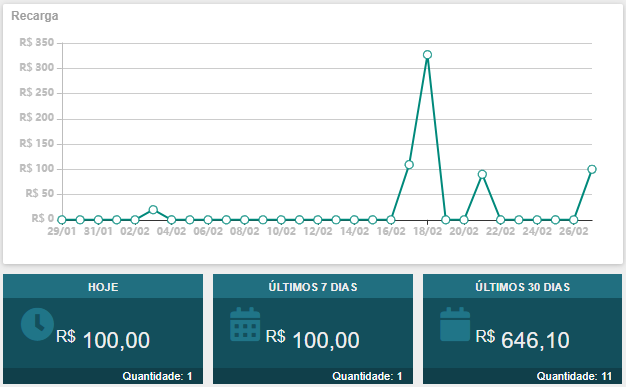 Recarga
R$ 350
R$ 300
R$ 250
R$ 200
R$ 150
R$ 100
R$ 50
R$ 0
29/01 31/01 02/02 04/02 06/02 08/02 10/02 12/02 14/02 16/02 18/02 20/02 22/02 24/02 26/02
HOJE
R$ 100,00
Quantidade: 1
ÚLTIMOS 7 DIAS
R$ 100,00
Quantidade: 1
ÚLTIMOS 30 DIAS
R$ 646,10
Quantidade: 11